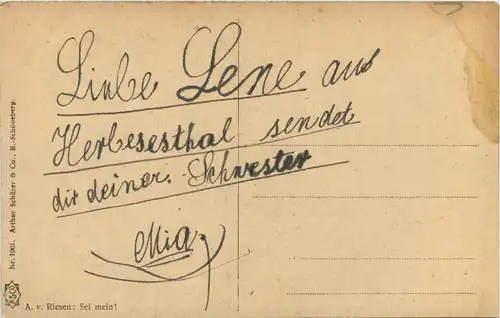 Liebe Lene aus
Herbesesthal sendet
dir deiner Schwester
Mia.
Nr. 1001. Arthur Schürer & Co., B.-Schöneberg.
A. v. Riesen: Sei mein!